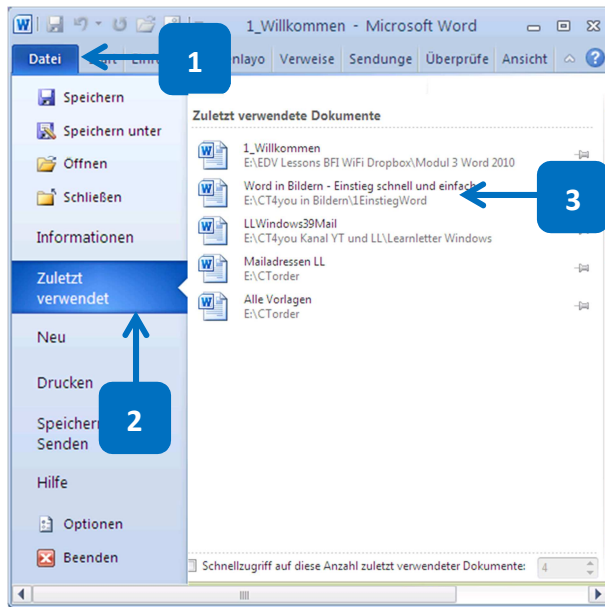 1_Willkommen - Microsoft Word
Datei
1
nlayo Verweise Sendunge Überprüfe Ansicht
Speichern
Speichern unter
Öffnen
Schließen
Informationen
Zuletzt
verwendet
Neu
Drucken
2
Senden
Hilfe
Optionen
Beenden
Zuletzt verwendete Dokumente
1_Willkommen
E:\EDV Lessons BFI WiFi Dropbox\Modul 3 Word 2010
Word in Bildern - Einstieg schnell und einfach
E:\CT4you in Bildern\1EinstiegWord
3
LLWindows39Mail
E:\CT4you Kanal YT und LL\Learnletter Windows
Mailadressen LL
E:\CTorder
Alle Vorlagen
E:\CTorder
Schnellzugriff auf diese Anzahl zuletzt verwendeter Dokumente: 4